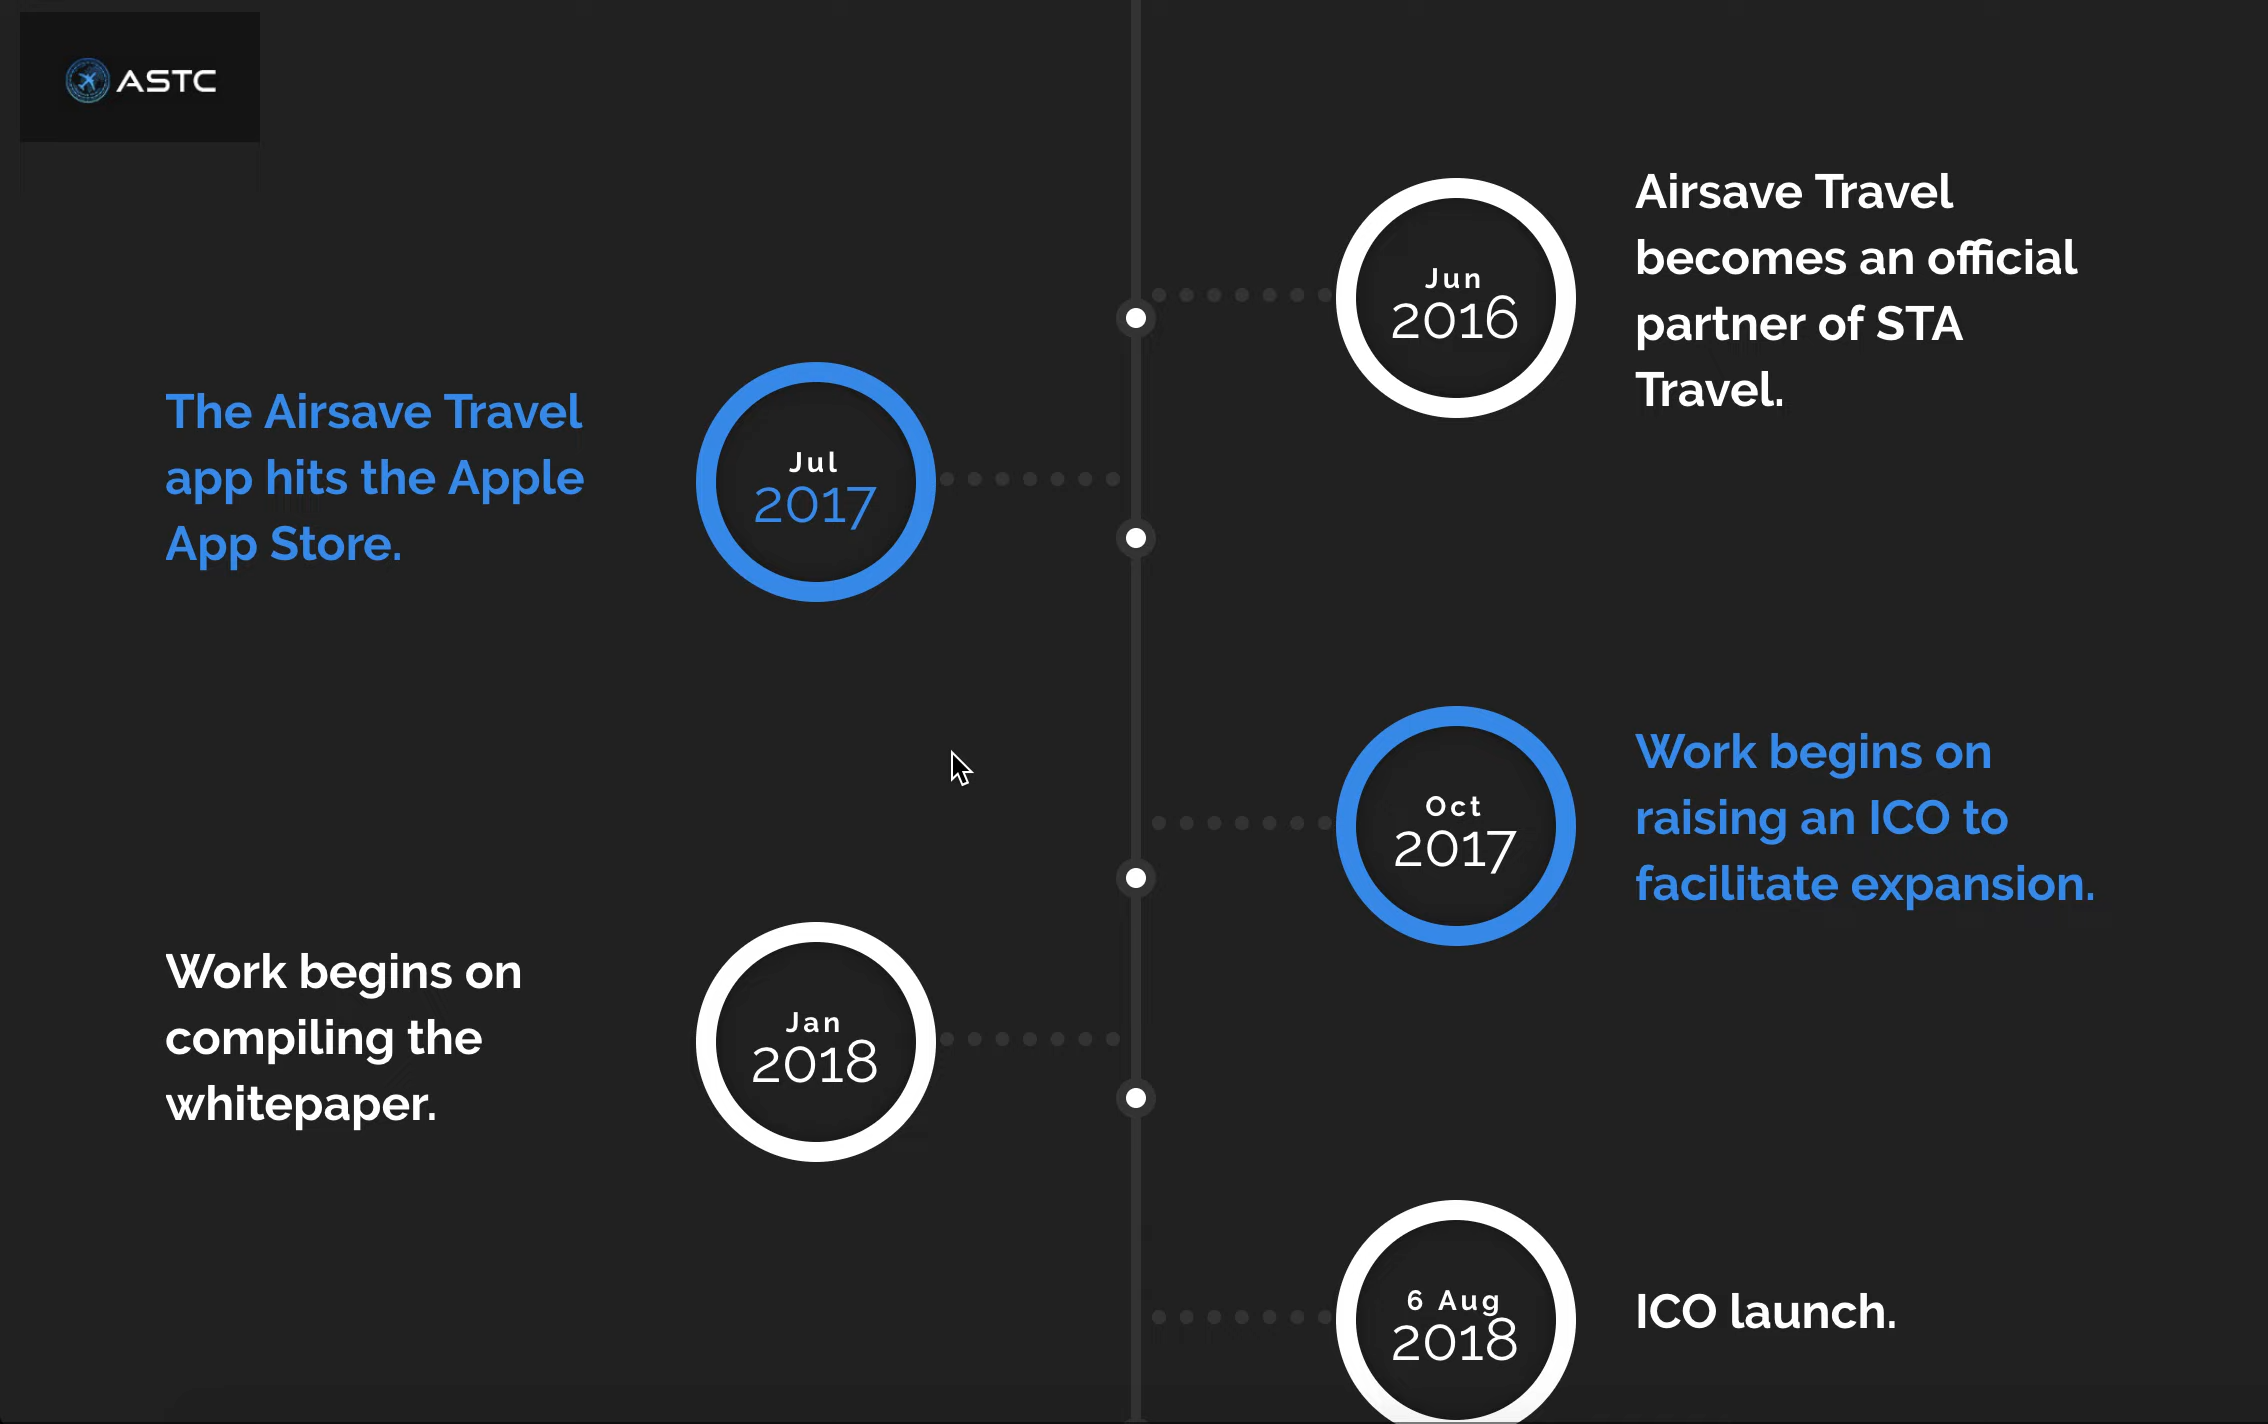 ASTC
Jun
2016
Airsave Travel
becomes an official
partner of STA
Travel.
The Airsave Travel
app hits the Apple
App Store.
Jul
2017
Oct
2017
Work begins on
raising an ICO to
facilitate expansion.
Work begins on
compiling the
whitepaper.
Jan
2018
6 Aug
2018
ICO launch.